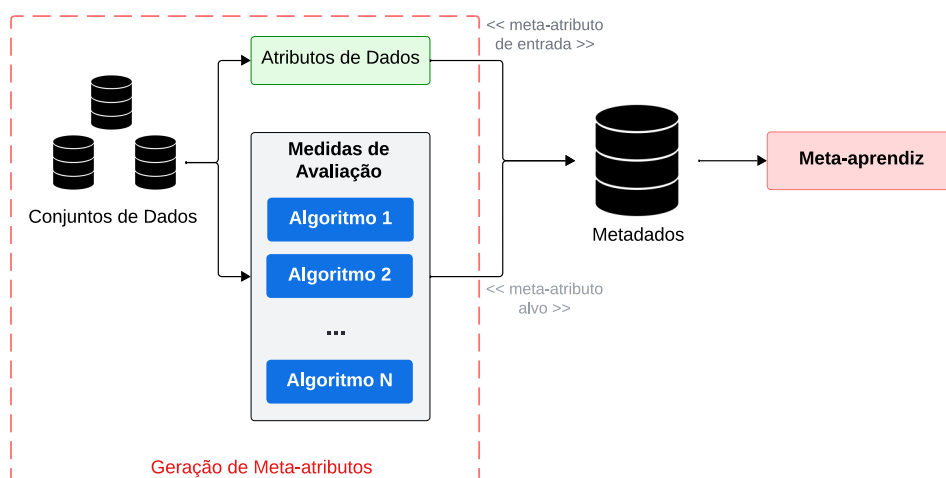 << meta-atributo
de entrada >>
Atributos de Dados
Conjuntos de Dados
Medidas de
Avaliação
Algoritmo 1
Algoritmo 2
...
Algoritmo N
Metadados
Meta-aprendiz
<< meta-atributo
alvo >>
Geração de Meta-atributos